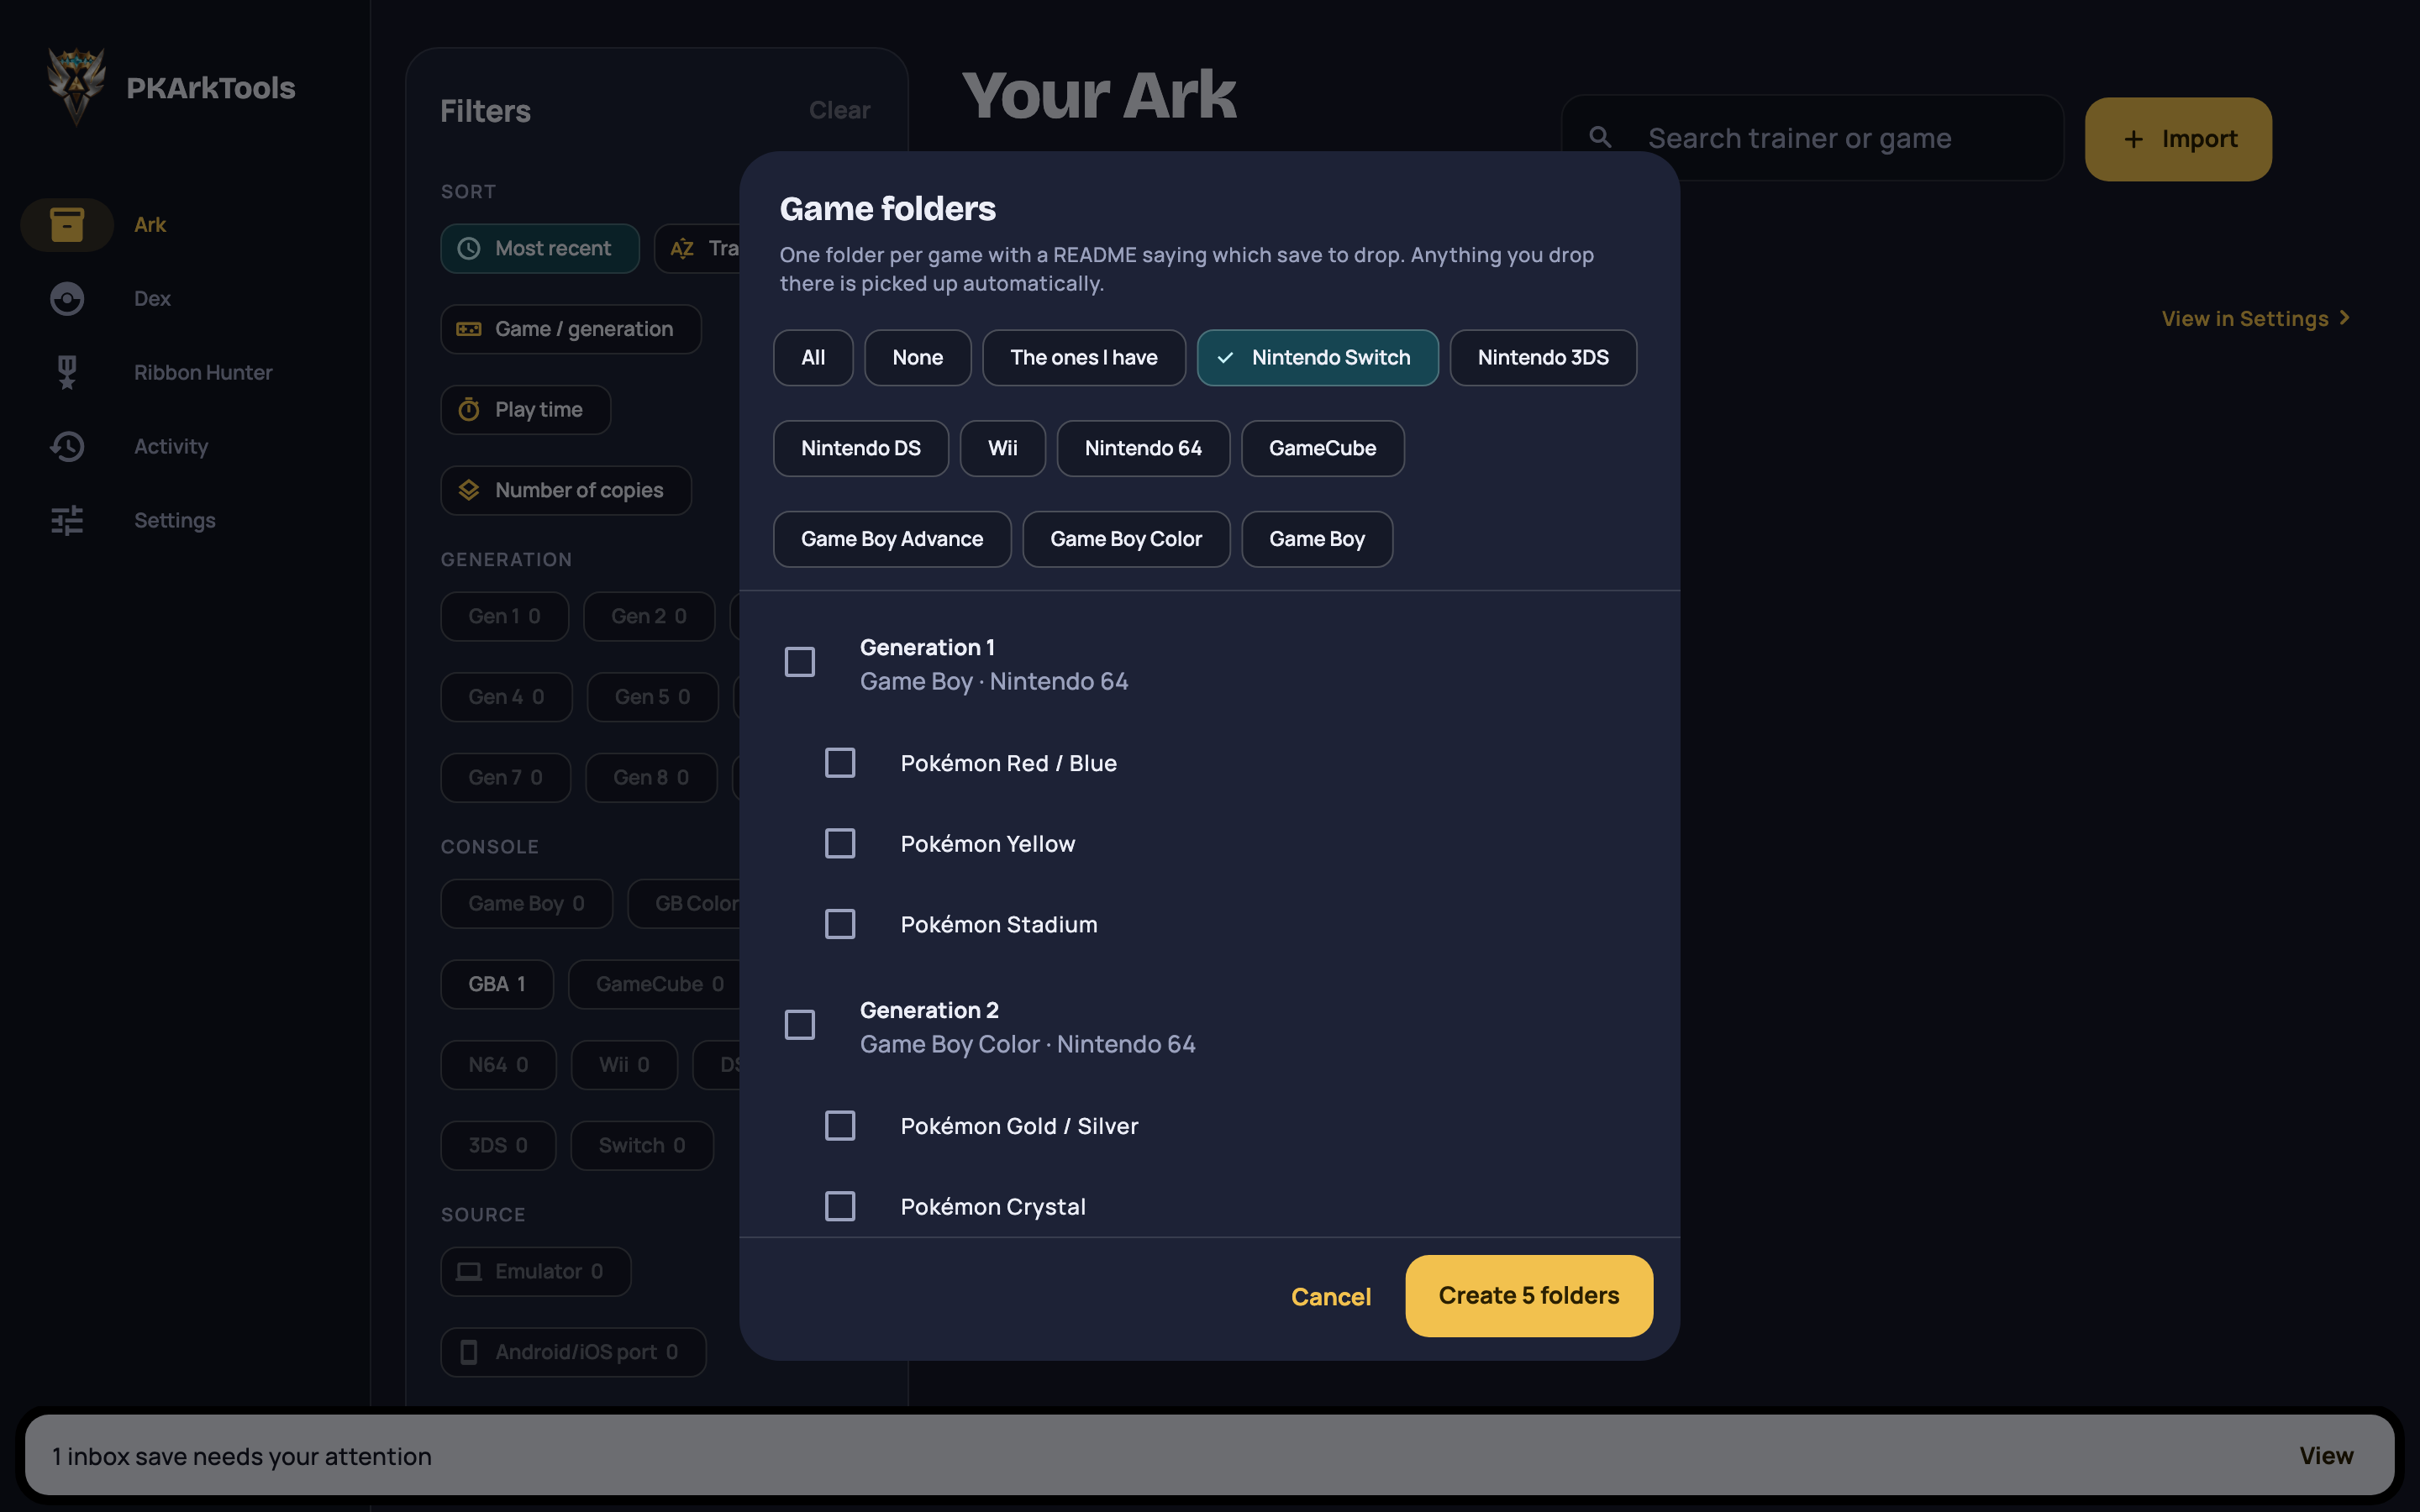 PKArkTools
Ark
Dex
Ribbon Hunter
Activity
Settings
Filters
Clear
SORT
Most recent
Tra
Game / generation
Play time
Number of copies
GENERATION
Gen 1 0
Gen 2 0
Gen 4 0
Gen 5 0
Gen 7 0
Gen 8 0
CONSOLE
Game Boy 0
GB Color
GBA 1
GameCube 0
N64 0
Wii 0
DS
3DS 0
Switch 0
SOURCE
Emulator 0
Android/iOS port 0
Your Ark
Search trainer or game
+ Import
View in Settings
Game folders
One folder per game with a README saying which save to drop. Anything you drop
there is picked up automatically.
All
None
The ones I have
Nintendo Switch
Nintendo 3DS
Nintendo DS
Wii
Nintendo 64
GameCube
Game Boy Advance
Game Boy Color
Game Boy
Generation 1
Game Boy · Nintendo 64
Pokémon Red / Blue
Pokémon Yellow
Pokémon Stadium
Generation 2
Game Boy Color · Nintendo 64
Pokémon Gold / Silver
Pokémon Crystal
Cancel
Create 5 folders
1 inbox save needs your attention
View